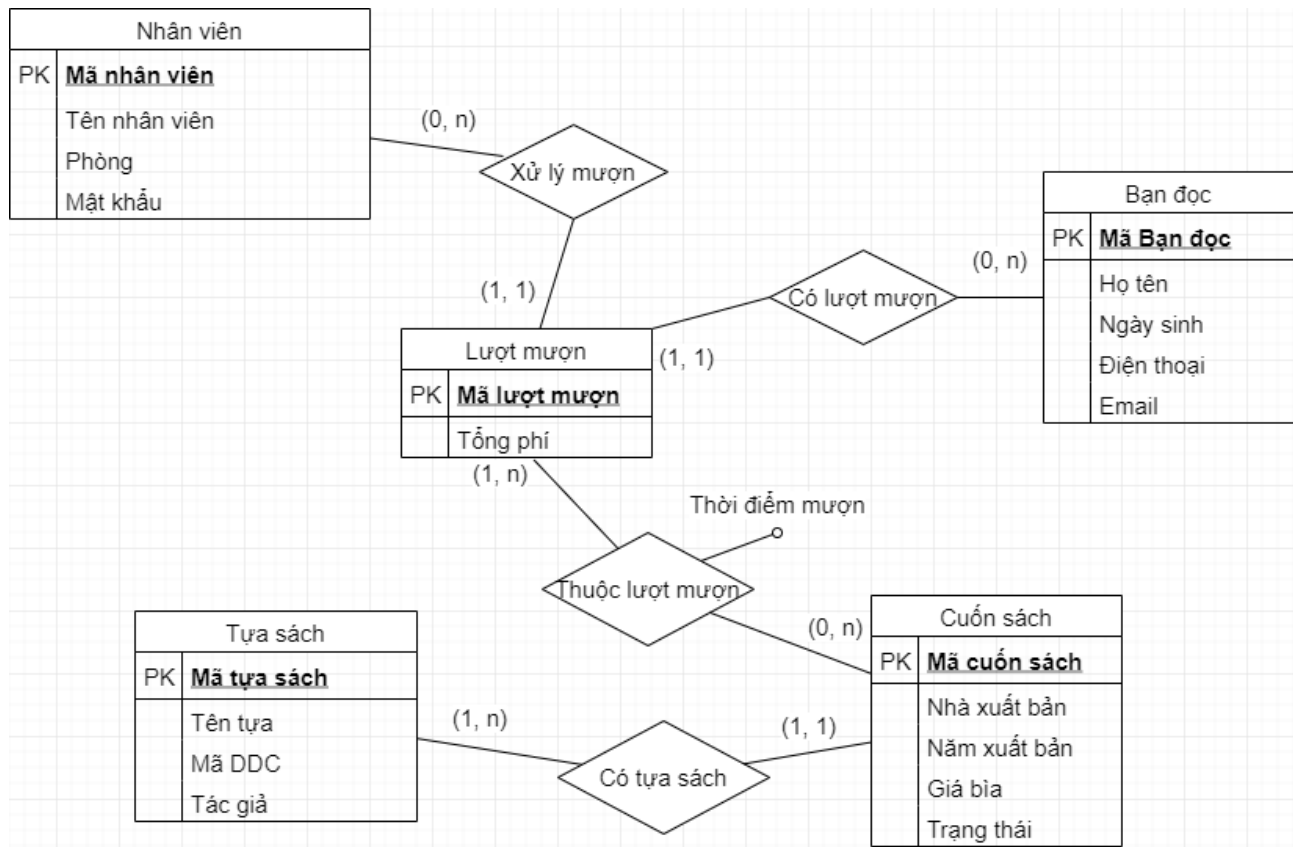 Nhân viên
PK Mã nhân viên
Tên nhân viên
Phòng
Mật khẩu
(0, n)
Xử lý mượn
(1, 1)
Bạn đọc
PK Mã Bạn đọc
Họ tên
Ngày sinh
Điện thoại
Email
(0, n)
Có lượt mượn
(1, 1)
Lượt mượn
PK Mã lượt mượn
Tổng phí
(1, n)
Thời điểm mượn
Thuộc lượt mượn
(0, n)
Tựa sách
PK Mã tựa sách
Tên tựa
Mã DDC
Tác giả
(1, n)
Có tựa sách
(1, 1)
Cuốn sách
PK Mã cuốn sách
Nhà xuất bản
Năm xuất bản
Giá bìa
Trạng thái